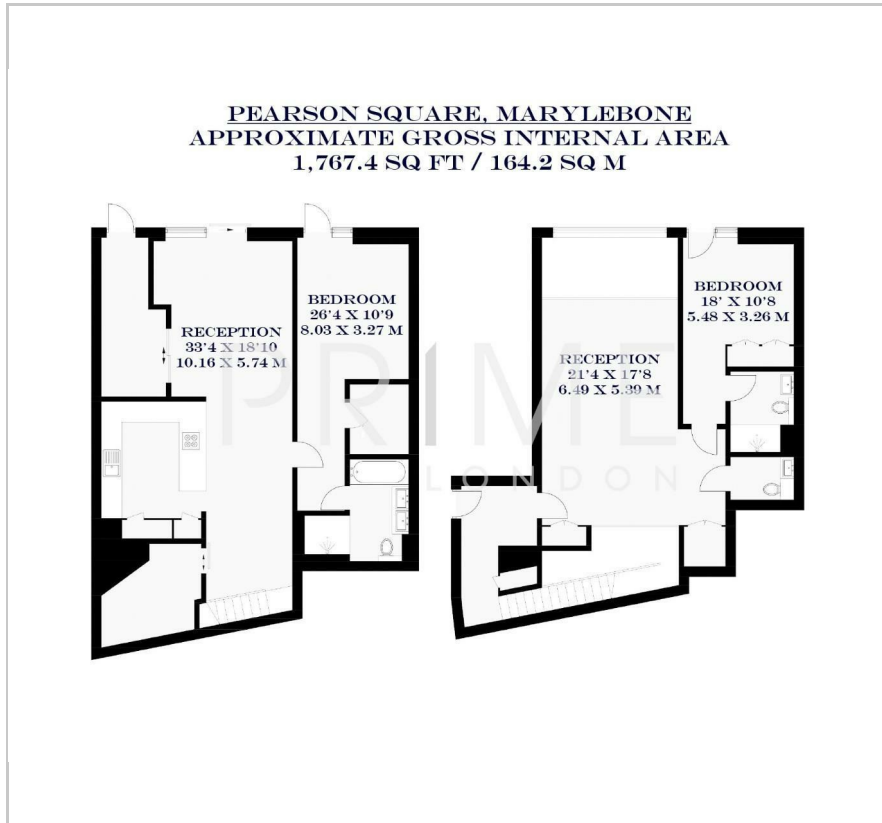 PEARSON SQUARE, MARYLEBONE
APPROXIMATE GROSS INTERNAL AREA
1,767.4 SQ FT / 164.2 SQ M
RECEPTION
33'4 X 18'10
10.16 X 5.74 M
BEDROOM
26'4 X 10'9
8.03 X 3.27 M
RECEPTION
21'4 X 17'8
6.49 X 5.39 M
BEDROOM
18' X 10'8
5.48 X 3.26 M
PRIME
LONDON